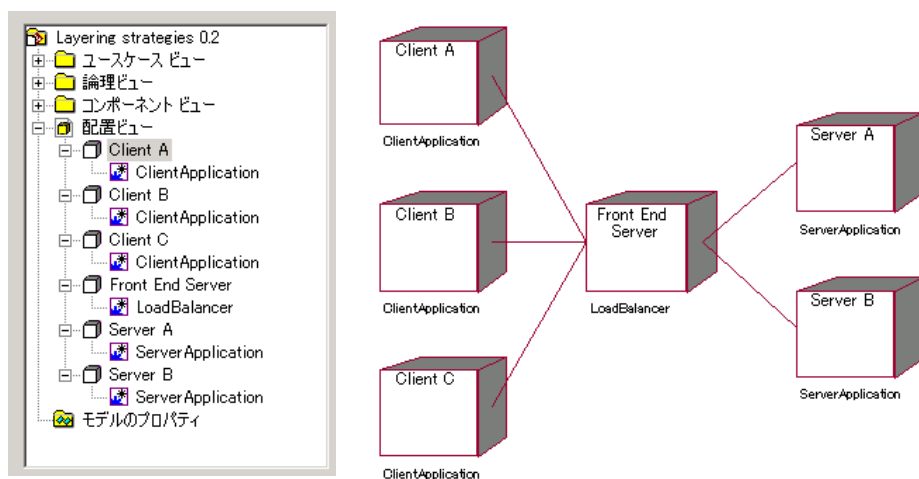 Layering strategies 0.2
ユースケース ビュー
論理ビュー
コンポーネント ビュー
配置ビュー
Client A
ClientApplication
Client B
ClientApplication
Client C
ClientApplication
Front End Server
LoadBalancer
Server A
ServerApplication
Server B
ServerApplication
モデルのプロパティ
Client A
ClientApplication
Client B
ClientApplication
Client C
ClientApplication
Front End
Server
LoadBalancer
Server A
ServerApplication
Server B
ServerApplication